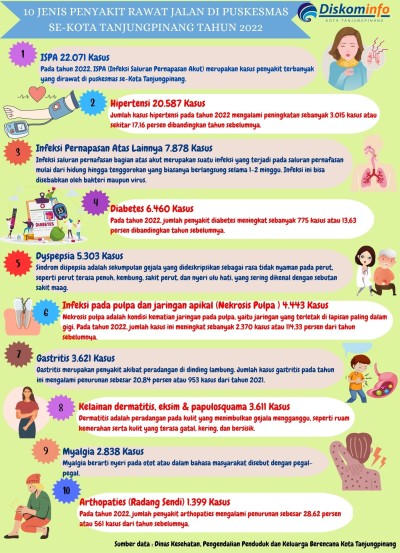 10 JENIS PENYAKIT RAWAT JALAN DI PUSKESMAS
SE-KOTA TANJUNGPINANG TAHUN 2022
Diskominfo
KOTA TANJUNGPINANG
1
ISPA 22.071 Kasus
Pada tahun 2022, ISPA (Infeksi Saluran Pernapasan Akut) merupakan kasus penyakit terbanyak
yang dirawat di puskesmas se-Kota Tanjungpinang.
2
Hipertensi 20.587 Kasus
Jumlah kasus hipertensi pada tahun 2022 mengalami peningkatan sebanyak 3.015 kasus atau
sekitar 17,16 persen dibandingkan tahun sebelumnya.
3
Infeksi Pernapasan Atas Lainnya 7.878 Kasus
Infeksi saluran pernafasan bagian atas akut merupakan suatu infeksi yang terjadi pada saluran pernafasan
mulai dari hidung hingga tenggorokan yang biasanya berlangsung selama 1-2 minggu. Infeksi ini bisa
disebabkan oleh bakteri maupun virus.
4
Diabetes 6.460 Kasus
Pada tahun 2022, jumlah penyakit diabetes meningkat sebanyak 775 kasus atau 13,63
persen dibandingkan tahun sebelumnya.
DIABETES
5
Dyspepsia 5.303 Kasus
Sindrom dispepsia adalah sekumpulan gejala yang dideskripsikan sebagai rasa tidak nyaman pada perut,
seperti perut terasa penuh, kembung, sakit perut, dan nyeri ulu hati, yang sering dikenal dengan sebutan
sakit maag.
6
Infeksi pada pulpa dan jaringan apikal (Nekrosis Pulpa ) 4.443 Kasus
Nekrosis pulpa adalah kondisi kematian jaringan pada pulpa, yaitu jaringan yang terletak di lapisan paling dalam
gigi. Pada tahun 2022, jumlah kasus ini meningkat sebanyak 2.370 kasus atau 114,33 persen dari tahun
sebelumnya.
7
Gastritis 3.621 Kasus
Gastritis merupakan penyakit akibat peradangan di dinding lambung. Jumlah kasus gastritis pada tahun
ini mengalami penurunan sebesar 20,84 persen atau 953 kasus dari tahun 2021.
8
Kelainan dermatitis, eksim & papulosquama 3.611 Kasus
Dermatitis adalah peradangan pada kulit yang menimbulkan gejala mengganggu, seperti ruam
kemerahan serta kulit yang terasa gatal, kering, dan bersisik.
9
Myalgia 2.838 Kasus
Myalgia berarti nyeri pada otot atau dalam bahasa masyarakat disebut dengan pegal-
pegal.
10
Arthopaties (Radang Sendi) 1.399 Kasus
Pada tahun 2022, jumlah penyakit arthopaties mengalami penurunan sebesar 28,62 persen
atau 561 kasus dari tahun sebelumnya.
Sumber data : Dinas Kesehatan, Pengendalian Penduduk dan Keluarga Berencana Kota Tanjungpinang